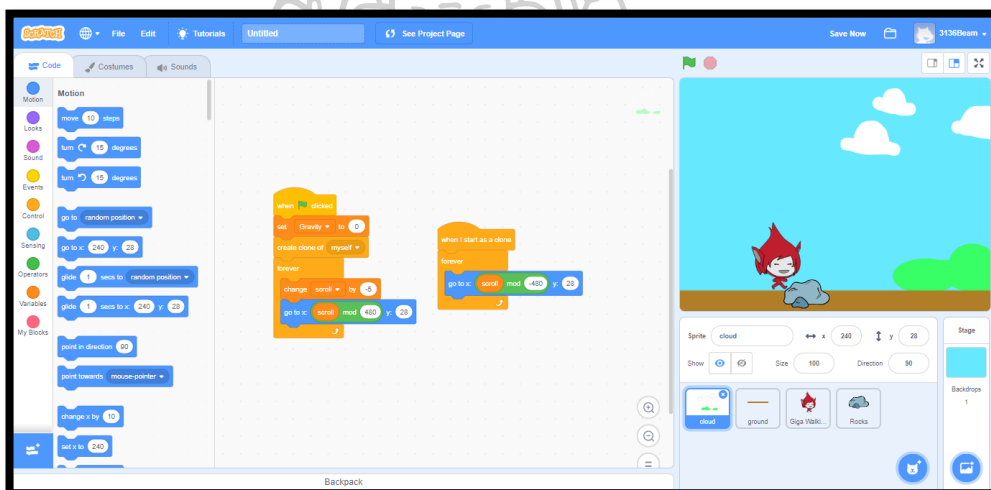 SCRATCH File Edit Tutorials Untitled See Project Page Save Now 3136Beam
Code Costumes Sounds
Motion
Looks
Sound
Events
Control
Sensing
Operators
Variables
My Blocks
Motion
move 10 steps
turn 15 degrees
turn 15 degrees
go to random position
go to x: 240 y: 28
glide 1 secs to random position
glide 1 secs to x: 240 y: 28
point in direction 90
point towards mouse-pointer
change x by 10
set x to 240
when clicked
set Gravity to 0
create clone of myself
forever
change scroll by -5
go to x: scroll mod 480 y: 28
when I start as a clone
forever
go to x: scroll mod -480 y: 28
Sprite cloud x 240 y 28
Show Size 100 Direction 90
cloud ground Giga Walki... Rocks
Stage
Backdrops
1
Backpack